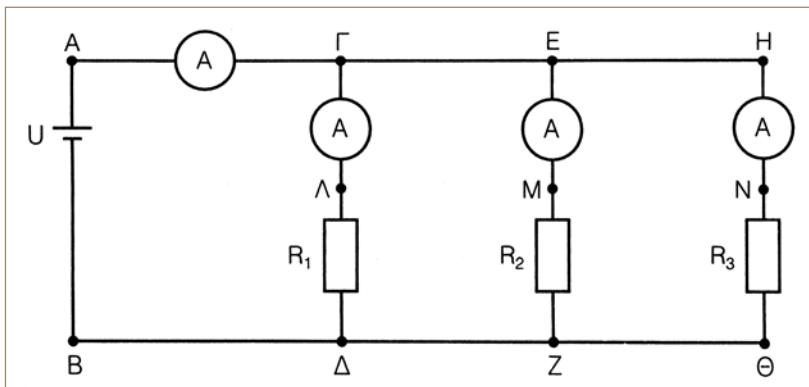 Α Γ Ε Η
A
U A A A
Λ Μ Ν
R₁ R₂ R₃
Β Δ Ζ Θ